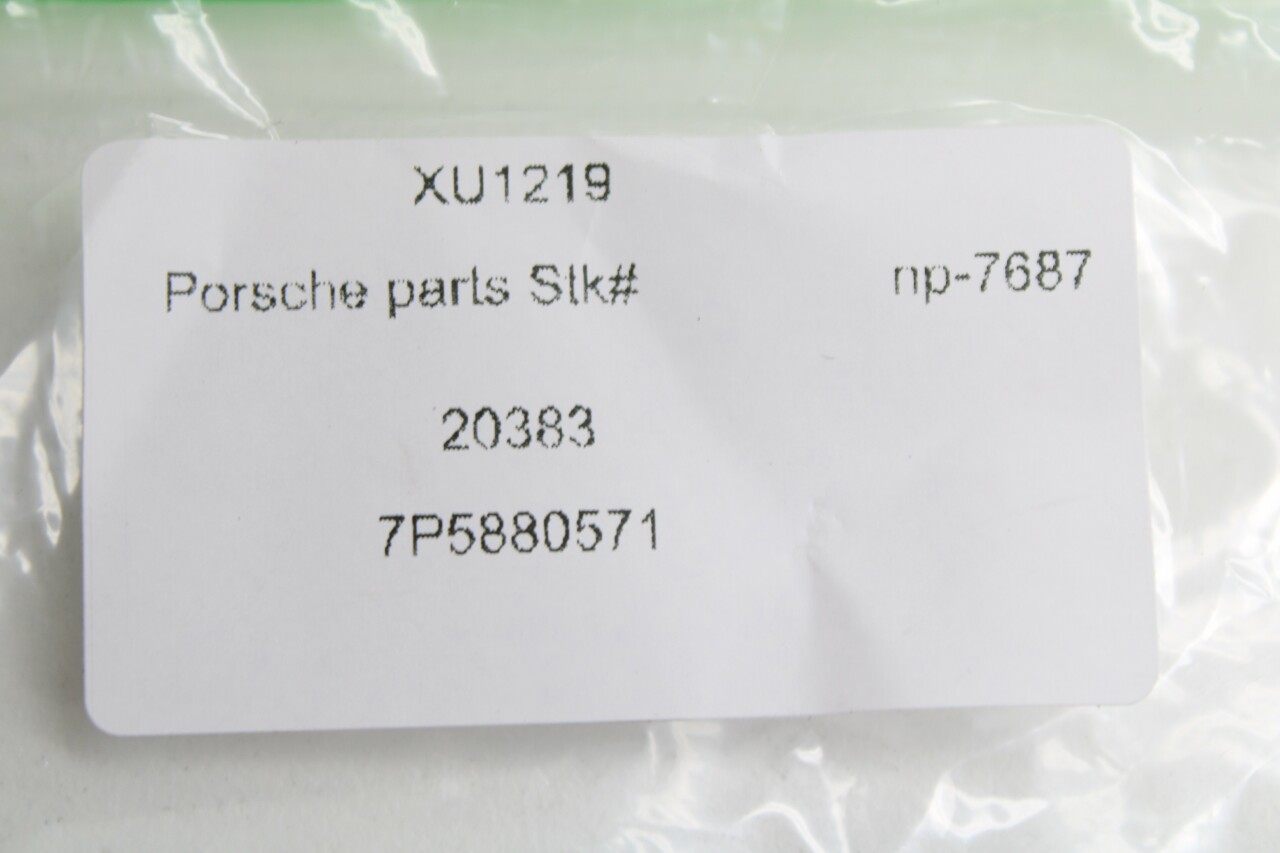 XU1219
Porsche parts Stk# np-7687
20383
7P5880571